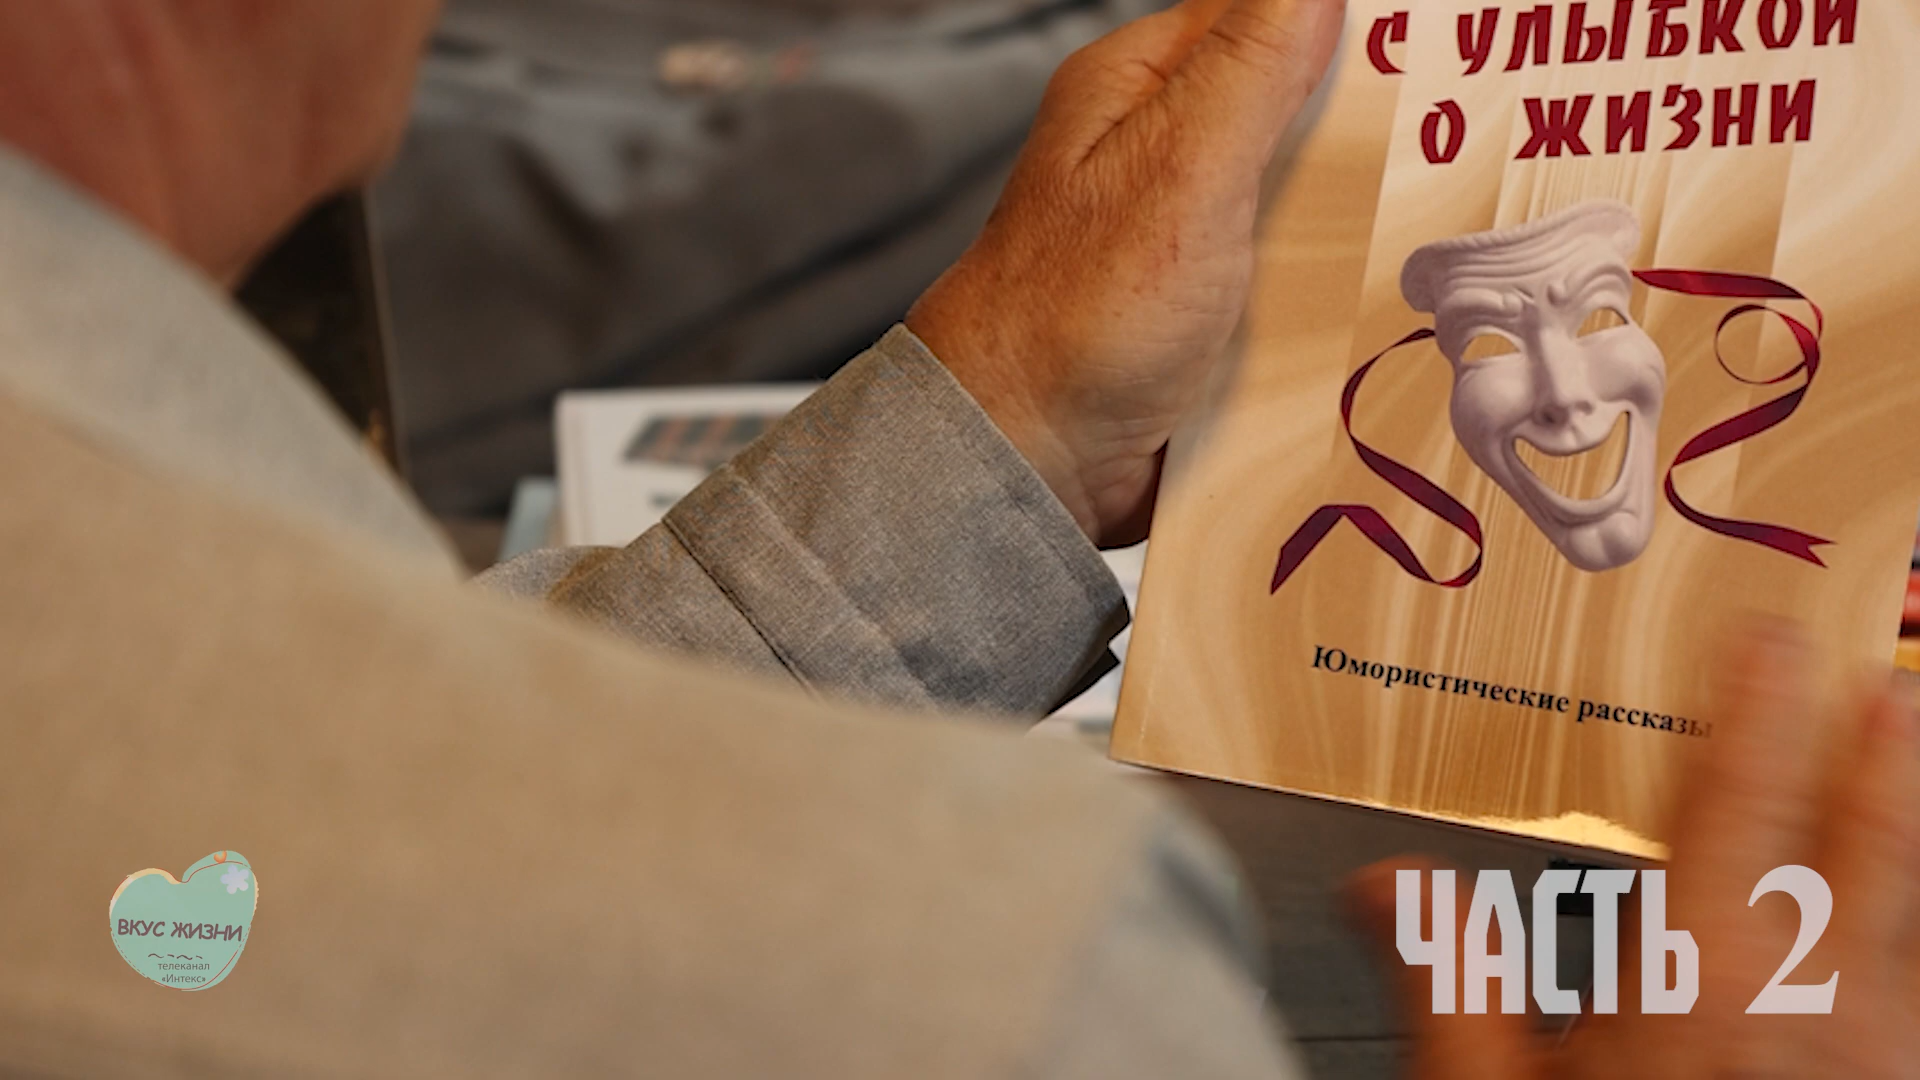 С УЛЫБКОЙ
О ЖИЗНИ
Юмористические рассказы
ВКУС ЖИЗНИ
телеканал
«Интекс»
ЧАСТЬ 2